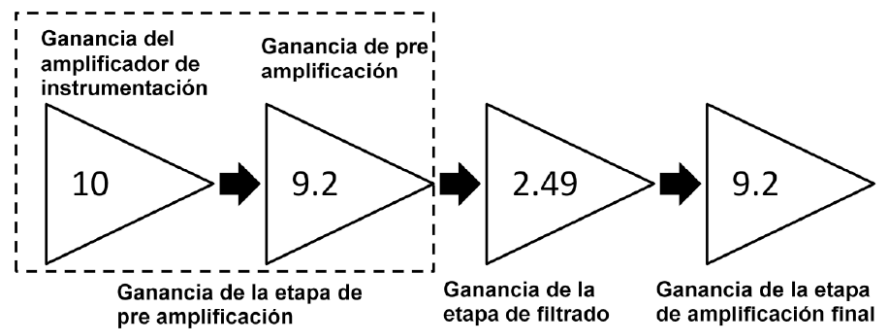 Ganancia del
amplificador de
instrumentación
Ganancia de pre
amplificación
10
9.2
2.49
9.2
Ganancia de la etapa de
pre amplificación
Ganancia de la
etapa de filtrado
Ganancia de la etapa
de amplificación final